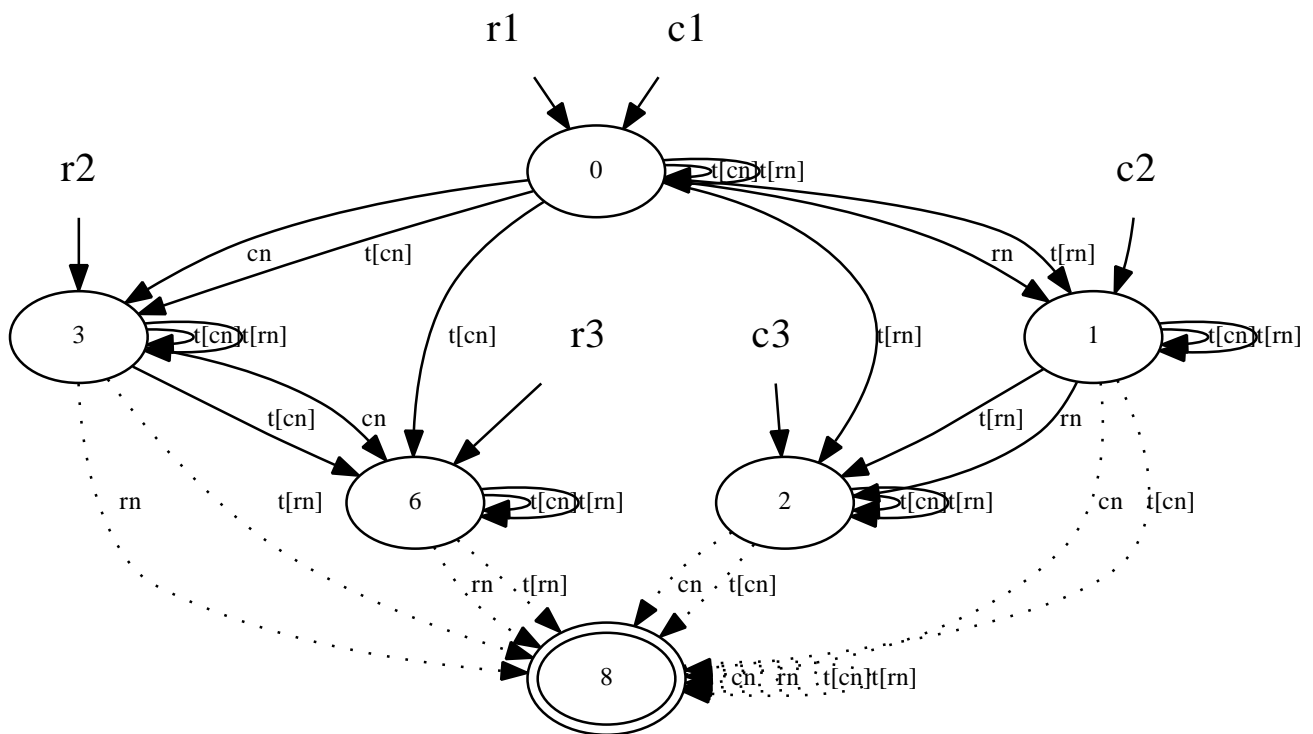 r1 c1
r2 c2
0 t[cn] t[rn]
cn t[cn] rn t[rn]
3 t[cn] t[rn] t[cn] r3 c3 t[rn] 1 t[cn] t[rn]
t[cn] cn t[rn] rn
rn t[rn] 6 t[cn] t[rn] 2 t[cn] t[rn] cn t[cn]
rn t[rn] cn t[cn]
8 cn rn t[cn] t[rn]